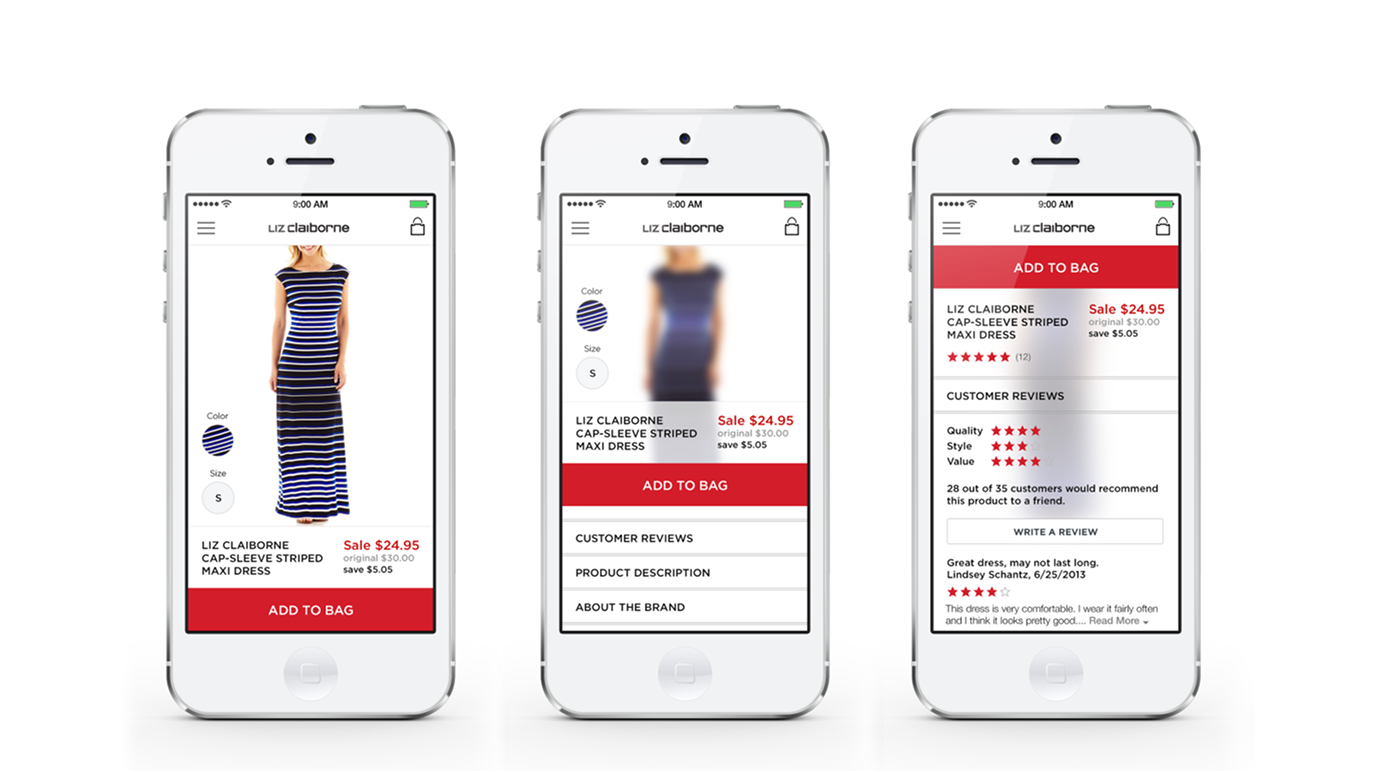 9:00 AM
LIZ claiborne
Color
Size
S
LIZ CLAIBORNE
CAP-SLEEVE STRIPED
MAXI DRESS
Sale $24.95
original $30.00
save $5.05
ADD TO BAG
9:00 AM
LIZ claiborne
Color
Size
S
LIZ CLAIBORNE
CAP-SLEEVE STRIPED
MAXI DRESS
Sale $24.95
original $30.00
save $5.05
ADD TO BAG
CUSTOMER REVIEWS
PRODUCT DESCRIPTION
ABOUT THE BRAND
9:00 AM
LIZ claiborne
ADD TO BAG
LIZ CLAIBORNE
CAP-SLEEVE STRIPED
MAXI DRESS
(12)
Sale $24.95
original $30.00
save $5.05
CUSTOMER REVIEWS
Quality
Style
Value
28 out of 35 customers would recommend
this product to a friend.
WRITE A REVIEW
Great dress, may not last long.
Lindsey Schantz, 6/25/2013
This dress is very comfortable. I wear it fairly often
and I think it looks pretty good.... Read More